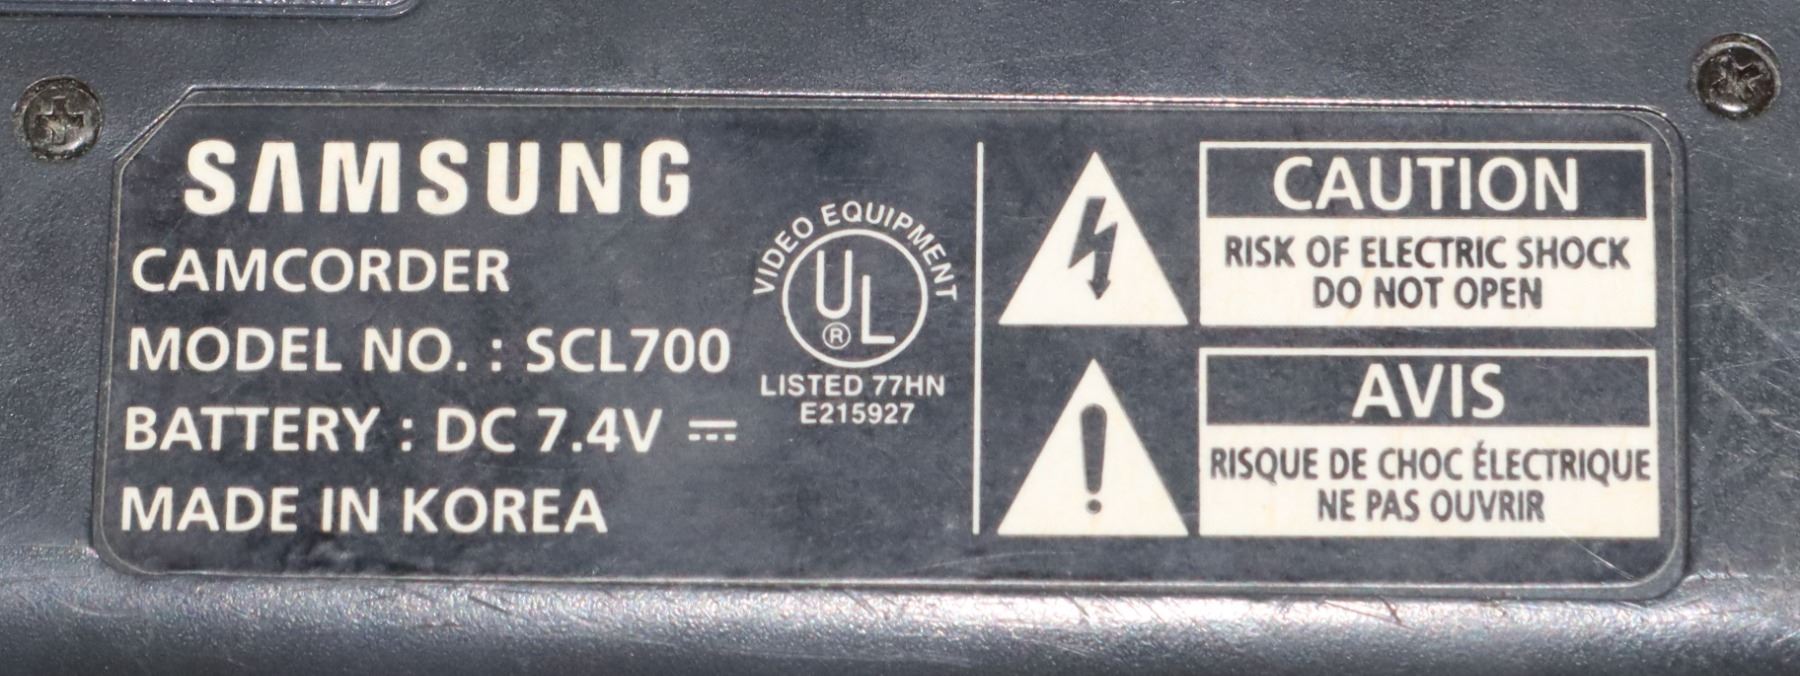 SAMSUNG
CAMCORDER
MODEL NO. : SCL700
BATTERY : DC 7.4V ⎓
MADE IN KOREA
VIDEO EQUIPMENT
UL
®
LISTED 77HN
E215927
CAUTION
RISK OF ELECTRIC SHOCK
DO NOT OPEN
AVIS
RISQUE DE CHOC ÉLECTRIQUE
NE PAS OUVRIR